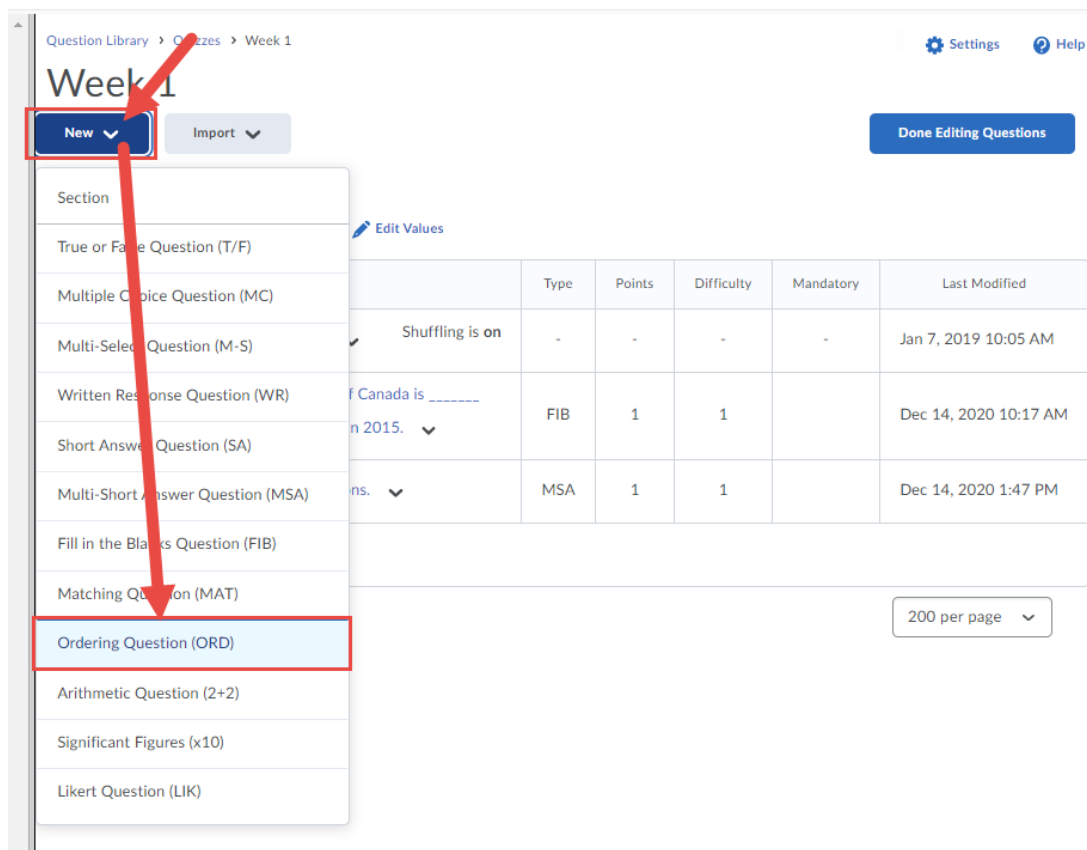 Question Library > Quizzes > Week 1
Settings
Help
Week 1
New
Import
Done Editing Questions
Section
Edit Values
True or False Question (T/F)
Multiple Choice Question (MC)
Multi-Select Question (M-S)
Written Response Question (WR)
Short Answer Question (SA)
Multi-Short Answer Question (MSA)
Fill in the Blanks Question (FIB)
Matching Question (MAT)
Ordering Question (ORD)
Arithmetic Question (2+2)
Significant Figures (x10)
Likert Question (LIK)
Type Points Difficulty Mandatory Last Modified
Shuffling is on - - - - Jan 7, 2019 10:05 AM
f Canada is _______
n 2015. FIB 1 1 Dec 14, 2020 10:17 AM
ns. MSA 1 1 Dec 14, 2020 1:47 PM
200 per page